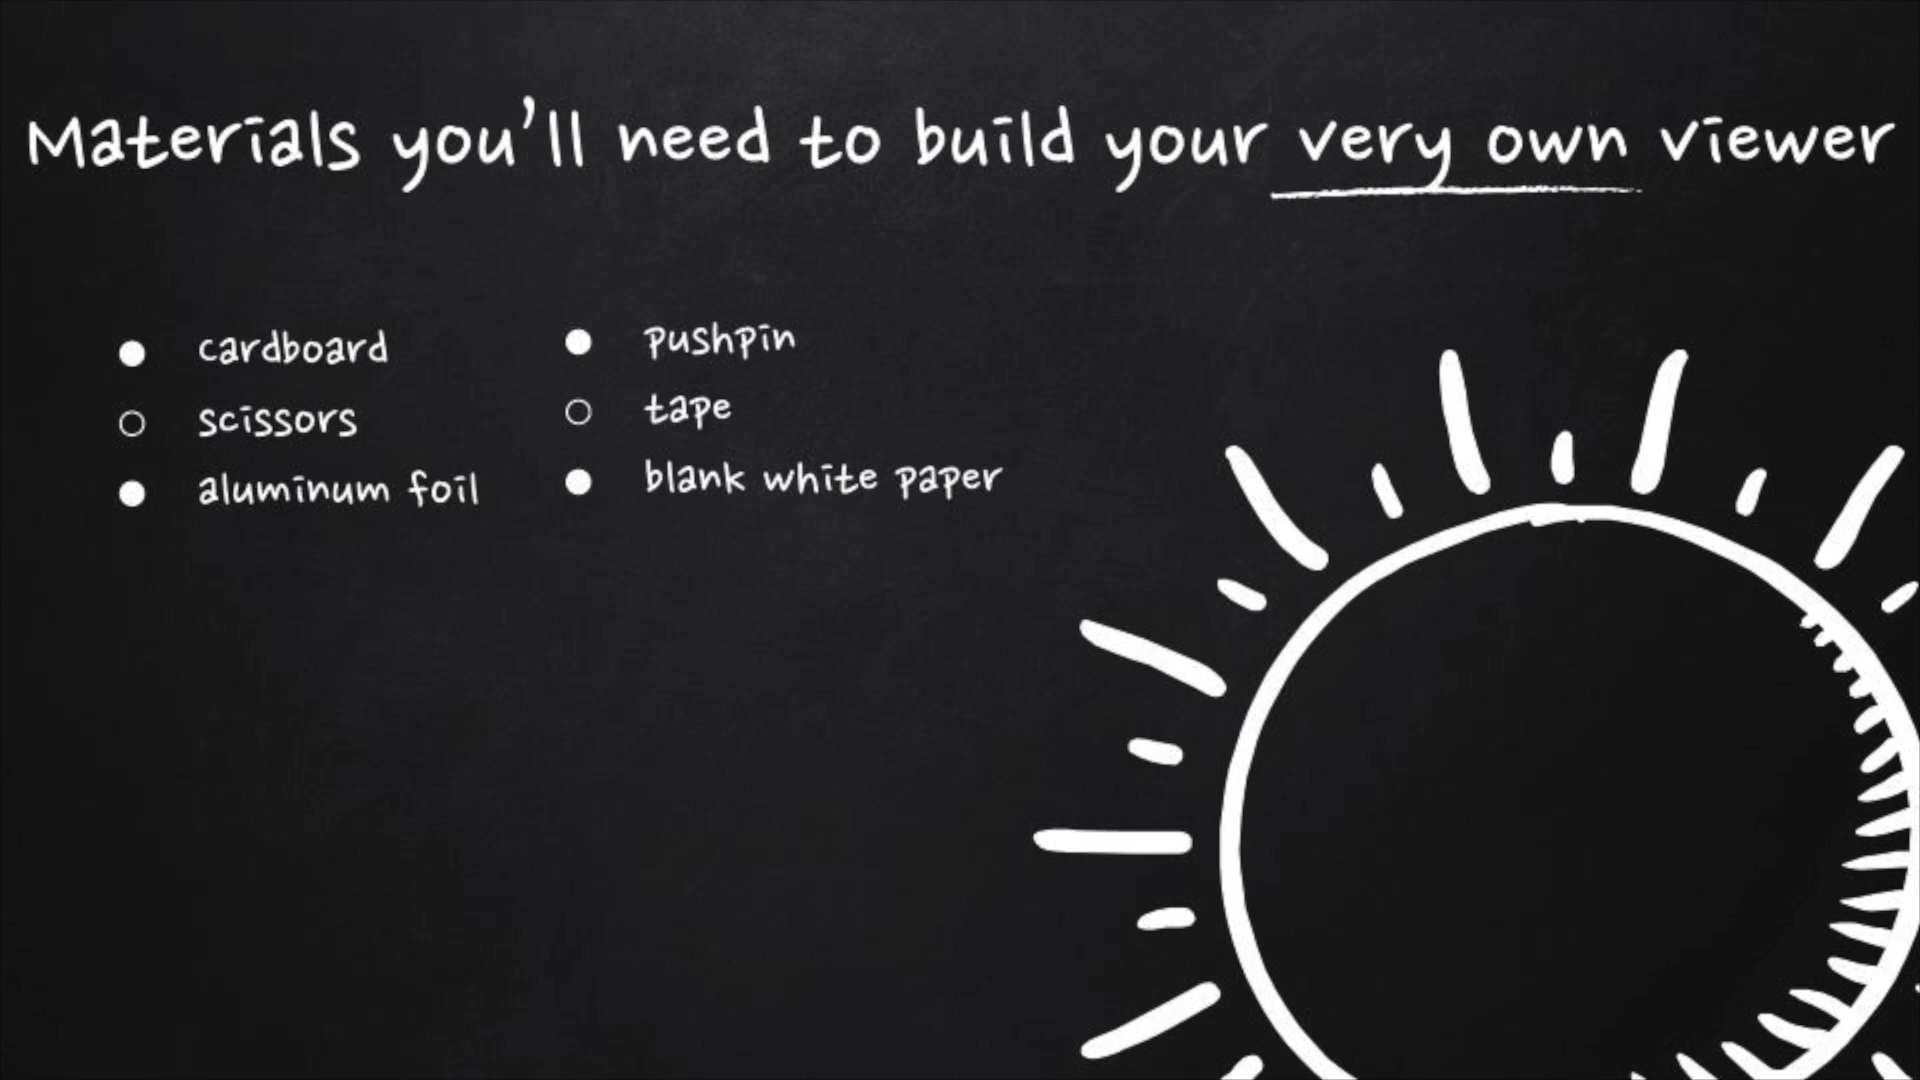 Materials you'll need to build your very own viewer
cardboard
scissors
aluminum foil
pushpin
tape
blank white paper